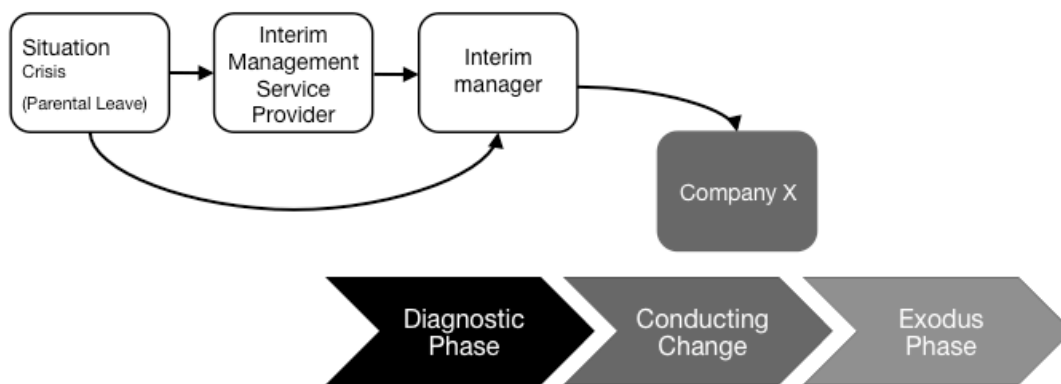 Situation
Crisis
(Parental Leave)
Interim
Management
Service
Provider
Interim
manager
Company X
Diagnostic
Phase
Conducting
Change
Exodus
Phase